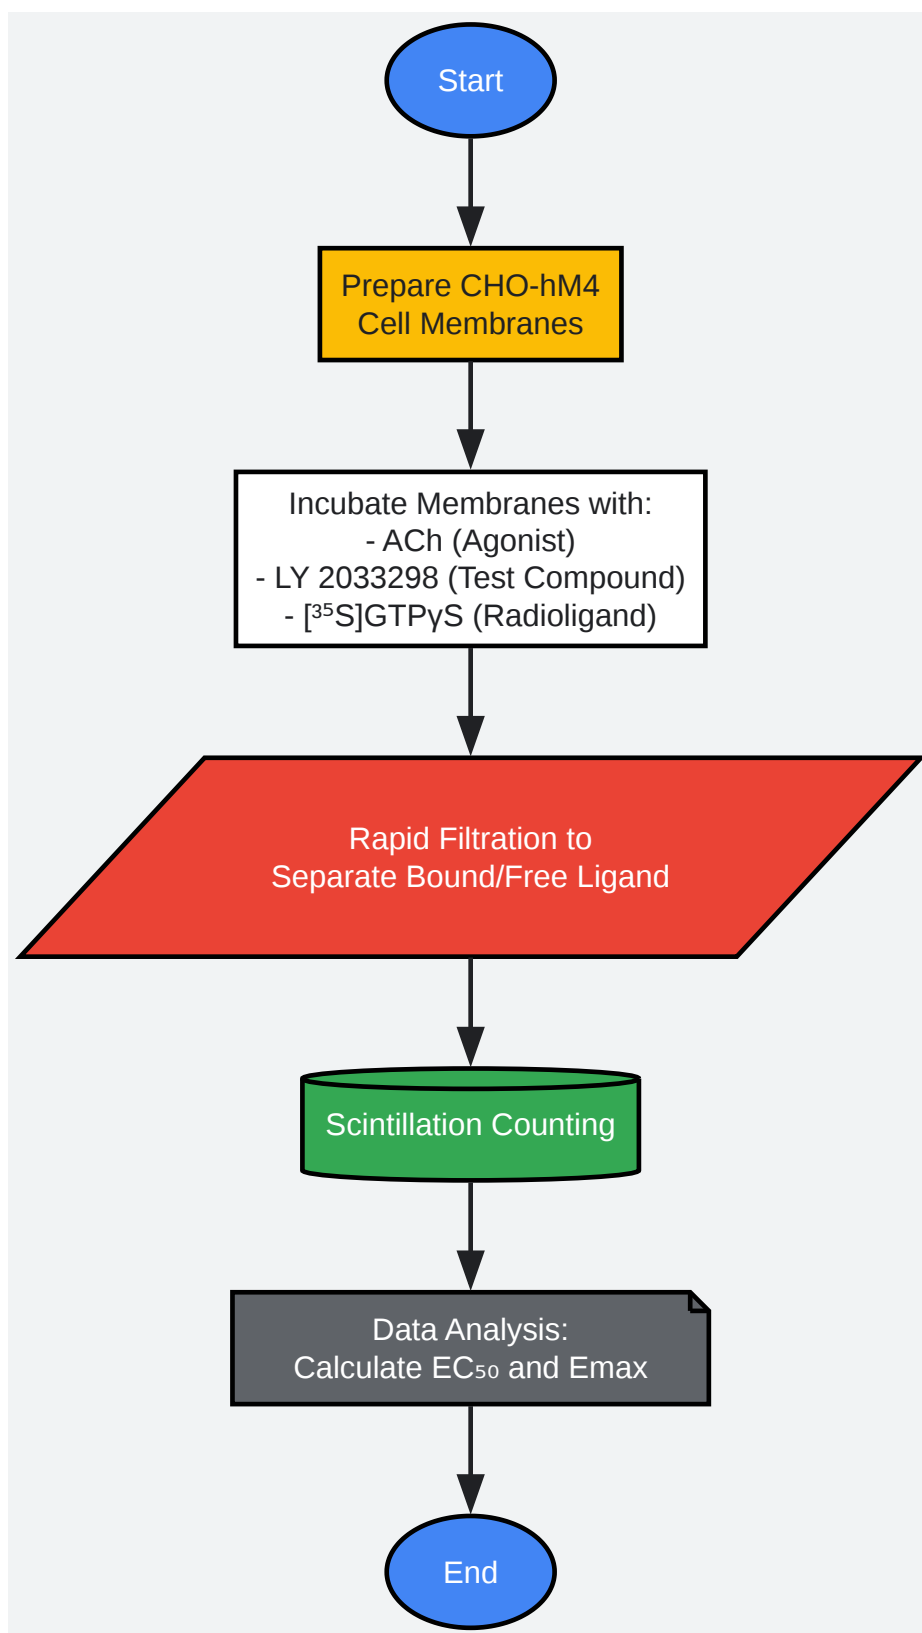 Start
Prepare CHO-hM4
Cell Membranes
Incubate Membranes with:
- ACh (Agonist)
- LY 2033298 (Test Compound)
- [³⁵S]GTPγS (Radioligand)
Rapid Filtration to
Separate Bound/Free Ligand
Scintillation Counting
Data Analysis:
Calculate EC₅₀ and Emax
End